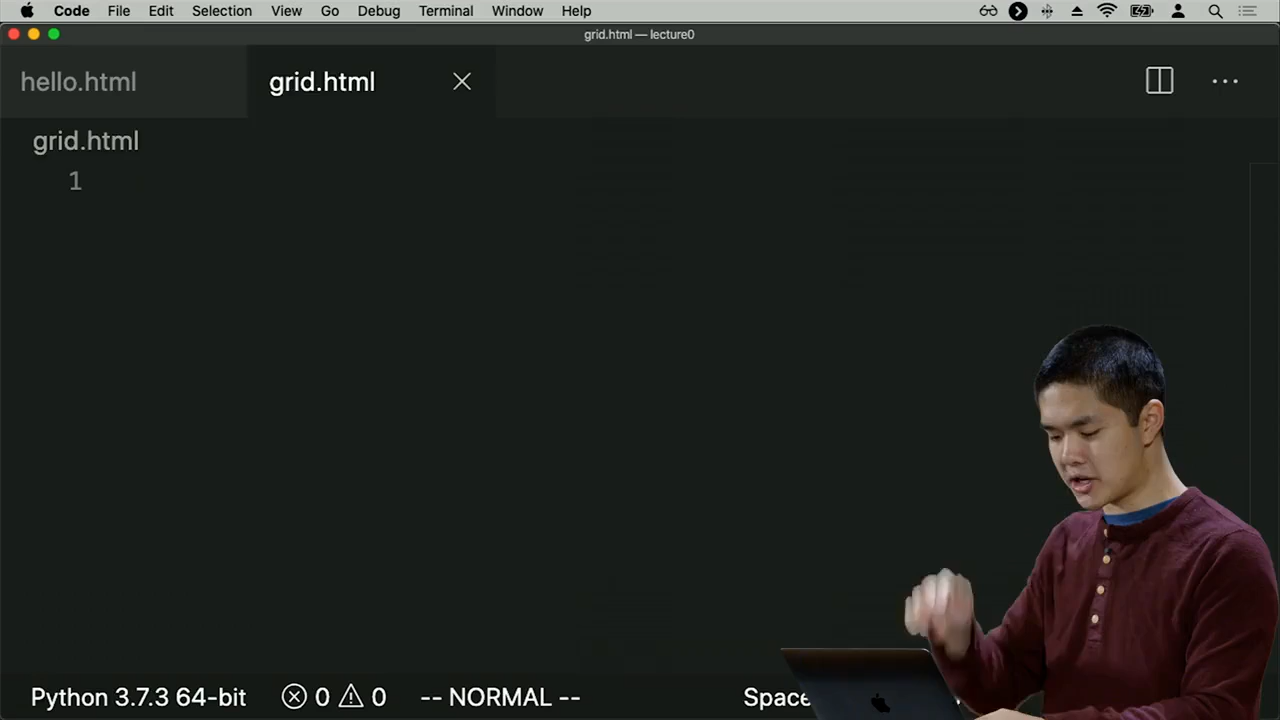 Code File Edit Selection View Go Debug Terminal Window Help
grid.html — lecture0
hello.html grid.html
grid.html
1
Python 3.7.3 64-bit 0 0 -- NORMAL --